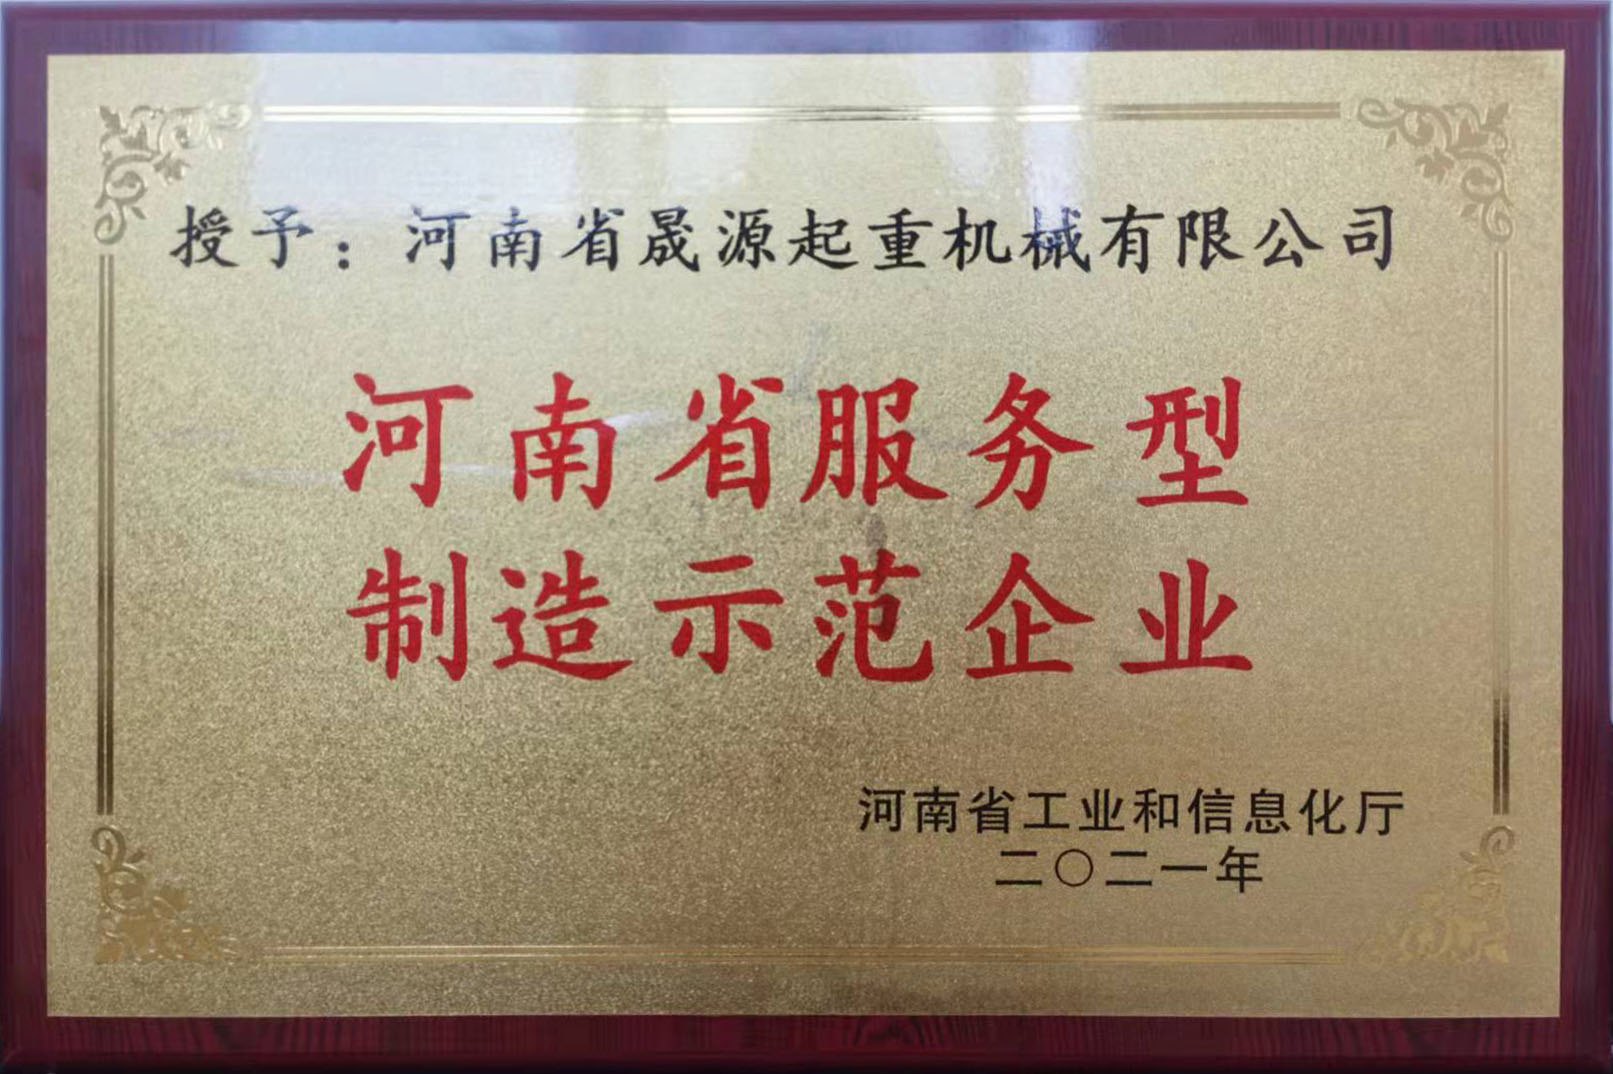 授予：河南省晟源起重机械有限公司
河南省服务型
制造示范企业
河南省工业和信息化厅
二〇二一年